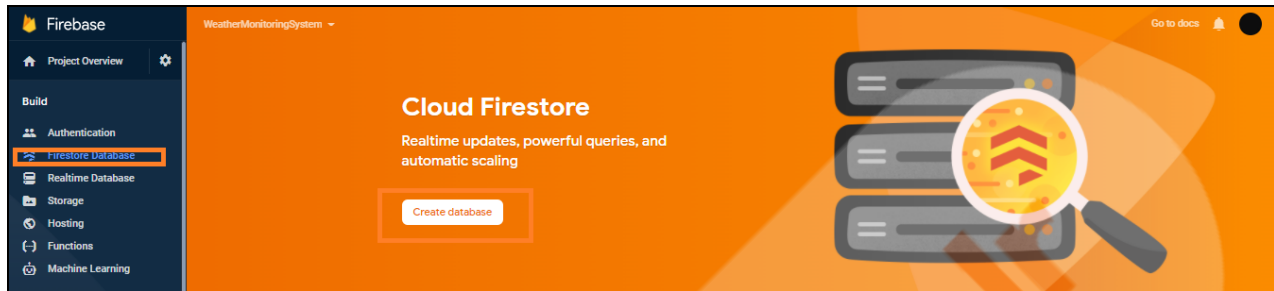 Firebase
WeatherMonitoringSystem
Go to docs
Project Overview
Build
Authentication
Firestore Database
Realtime Database
Storage
Hosting
Functions
Machine Learning
Cloud Firestore
Realtime updates, powerful queries, and
automatic scaling
Create database